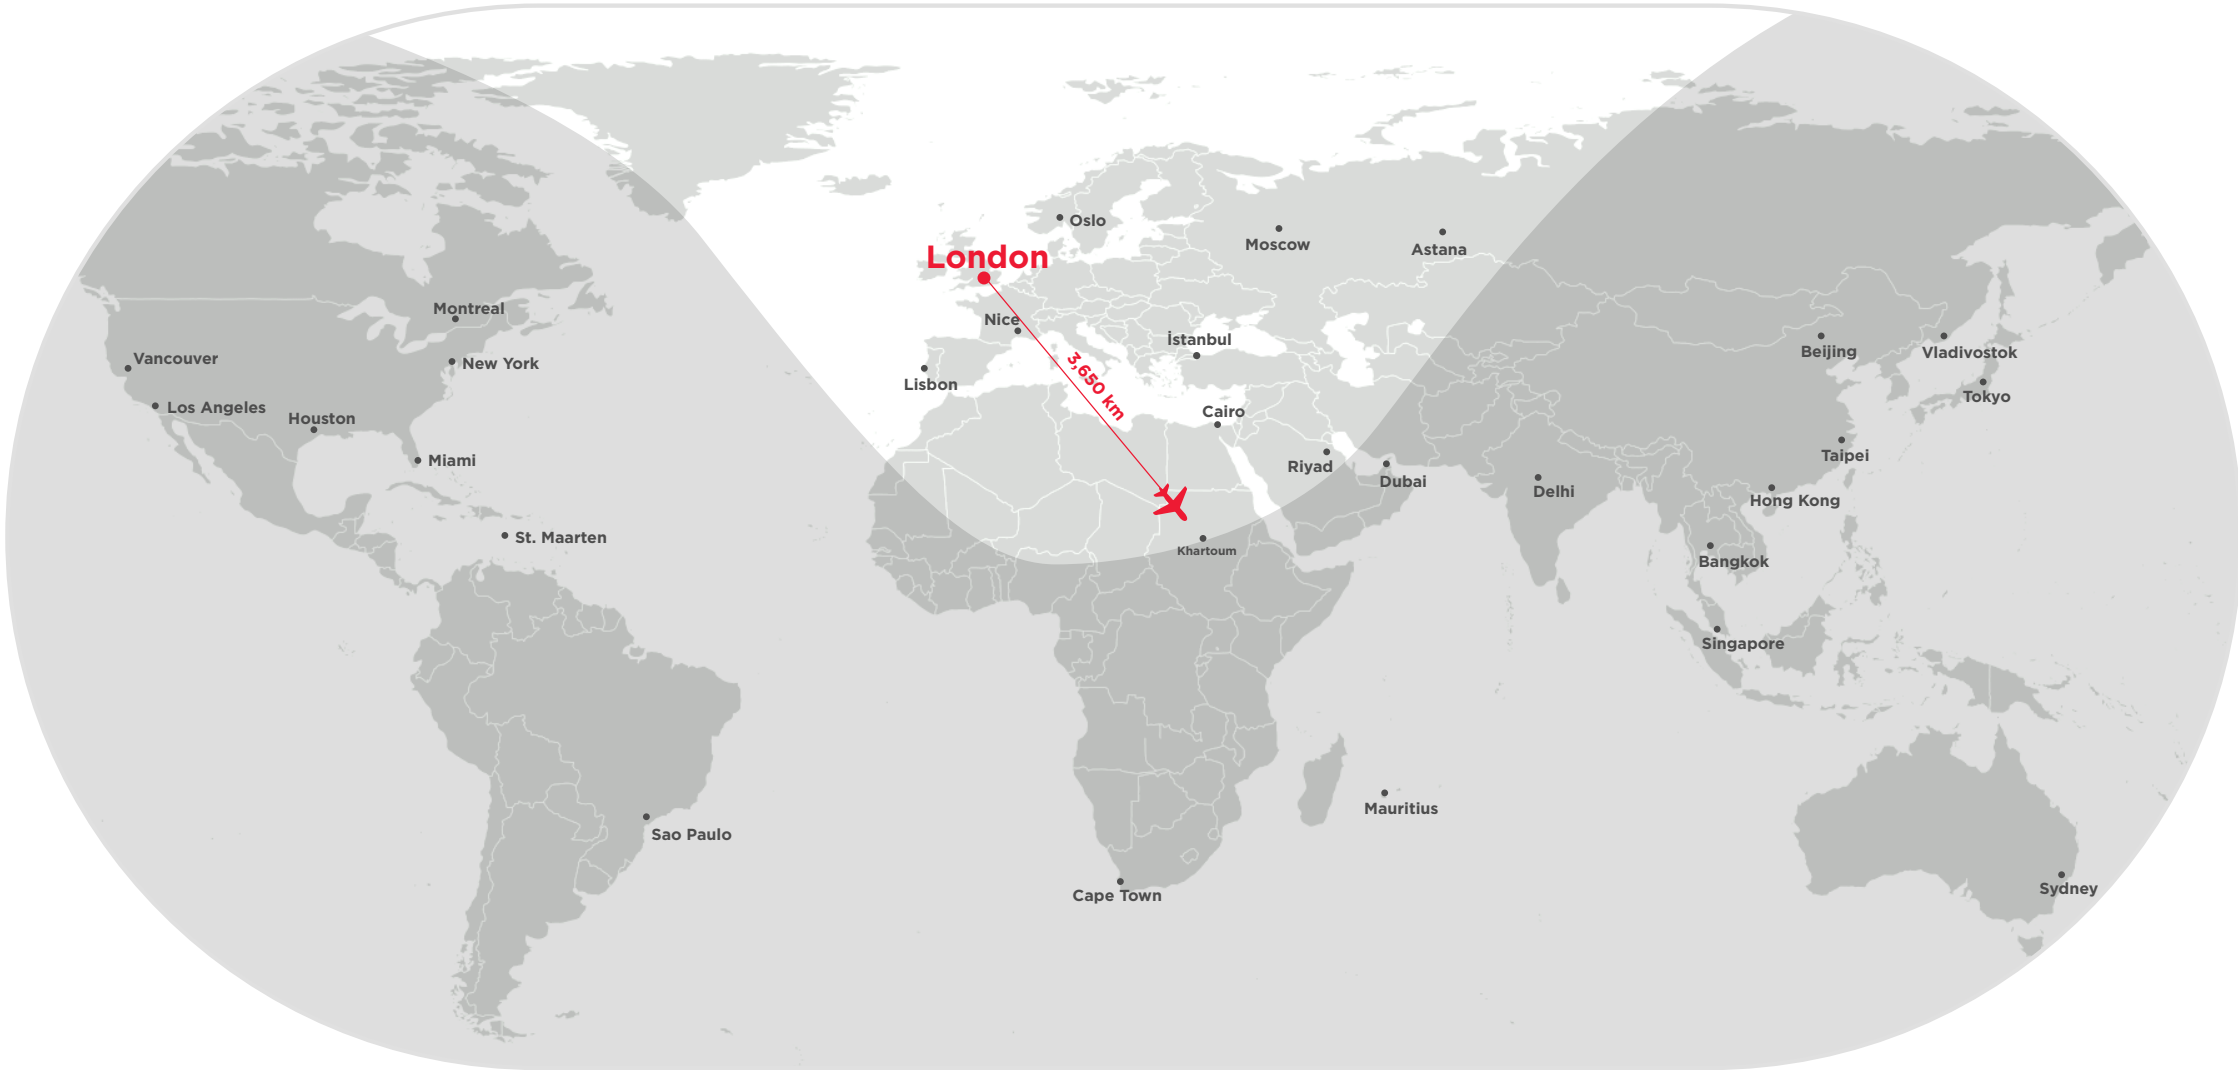 Oslo
Moscow
Astana
London
Montreal
Nice
İstanbul
Vancouver
New York
Lisbon
3,650 km
Beijing
Vladivostok
Tokyo
Los Angeles
Houston
Cairo
Miami
Riyad
Dubai
Delhi
Taipei
Hong Kong
St. Maarten
Khartoum
Bangkok
Singapore
Mauritius
Sao Paulo
Cape Town
Sydney